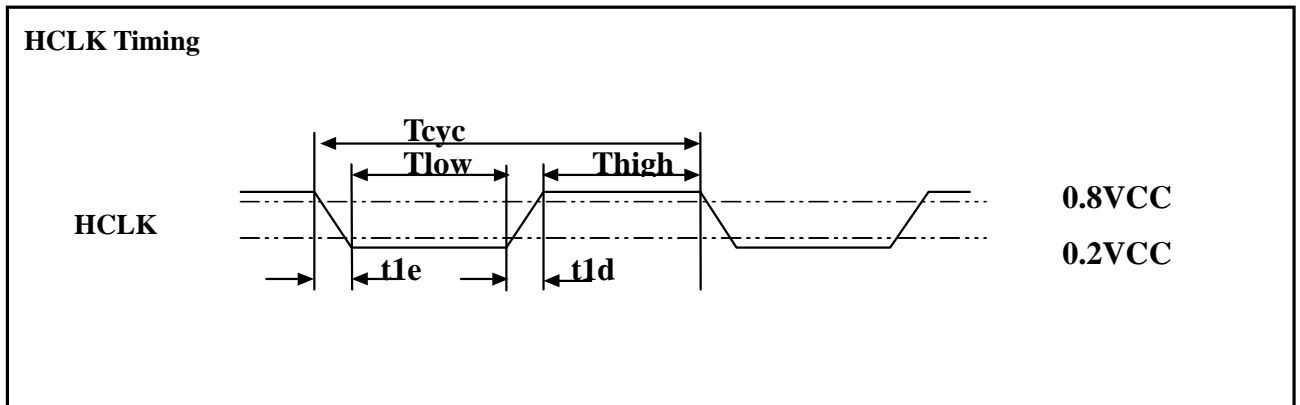 HCLK Timing
Tcyc
Tlow Thigh
HCLK
0.8VCC
0.2VCC
t1e t1d